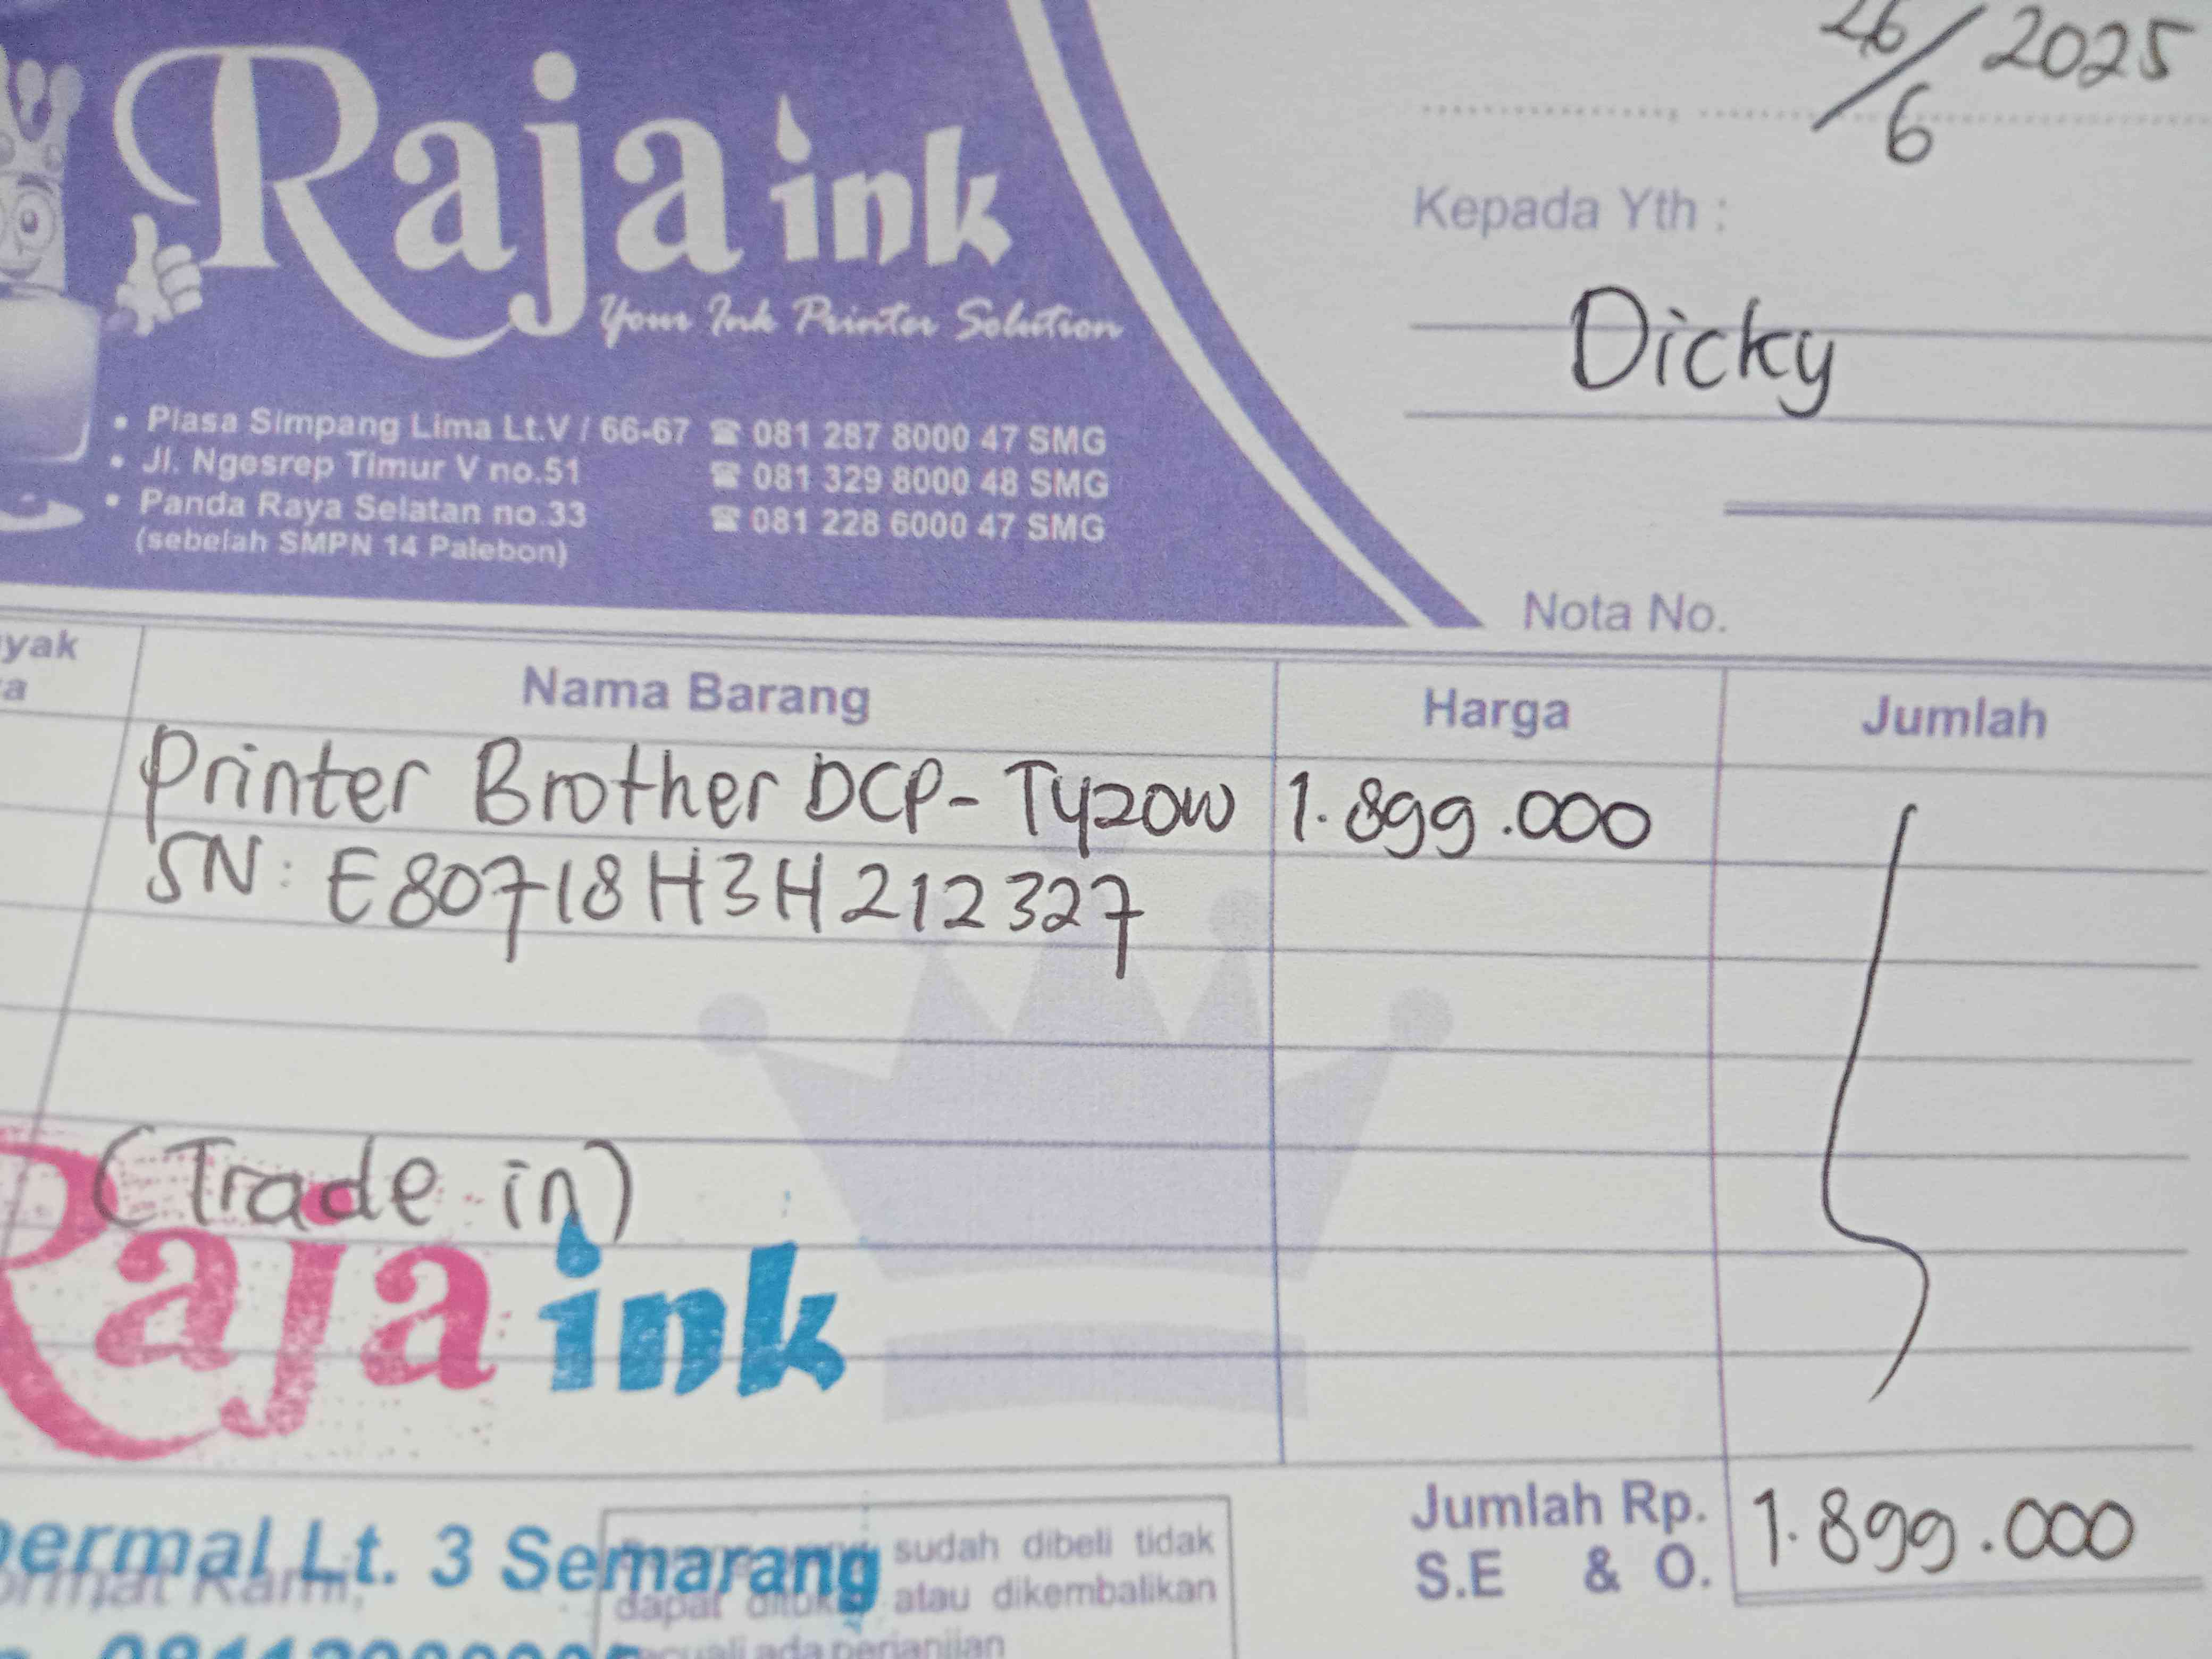 26/6 2025
Raja ink
Your Ink Printer Solution
Kepada Yth :
Dicky
• Plasa Simpang Lima Lt.V / 66-67 ☎ 081 287 8000 47 SMG
• Jl. Ngesrep Timur V no.51 ☎ 081 329 8000 48 SMG
• Panda Raya Selatan no.33 ☎ 081 228 6000 47 SMG
(sebelah SMPN 14 Palebon)
Nota No.
Nama Barang Harga Jumlah
Printer Brother DCP-T420W 1.899.000
SN: E80718H3H212327
(Trade in)
Raja ink
Lt. 3 Semarang
sudah dibeli tidak
dapat ditukar atau dikembalikan
Jumlah Rp. 1.899.000
S.E & O.